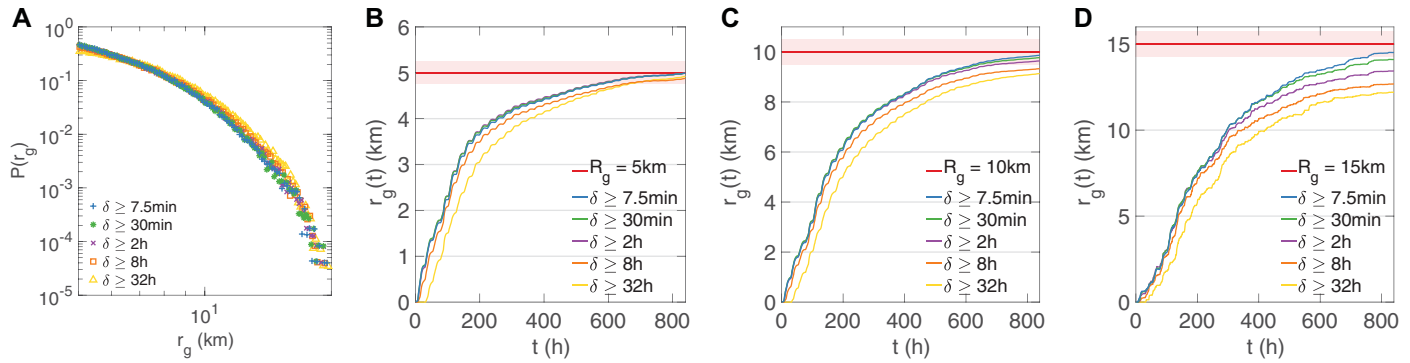 A
10^0
10^-1
10^-2
10^-3
10^-4
10^-5
P(r_g)
δ ≥ 7.5min
δ ≥ 30min
δ ≥ 2h
δ ≥ 8h
δ ≥ 32h
10^1
r_g (km)
B
6
5
4
3
2
1
0
r_g(t) (km)
R_g = 5km
δ ≥ 7.5min
δ ≥ 30min
δ ≥ 2h
δ ≥ 8h
δ ≥ 32h
0 200 400 600 800
t (h)
C
10
8
6
4
2
0
r_g(t) (km)
R_g = 10km
δ ≥ 7.5min
δ ≥ 30min
δ ≥ 2h
δ ≥ 8h
δ ≥ 32h
0 200 400 600 800
t (h)
D
15
10
5
0
r_g(t) (km)
R_g = 15km
δ ≥ 7.5min
δ ≥ 30min
δ ≥ 2h
δ ≥ 8h
δ ≥ 32h
0 200 400 600 800
t (h)